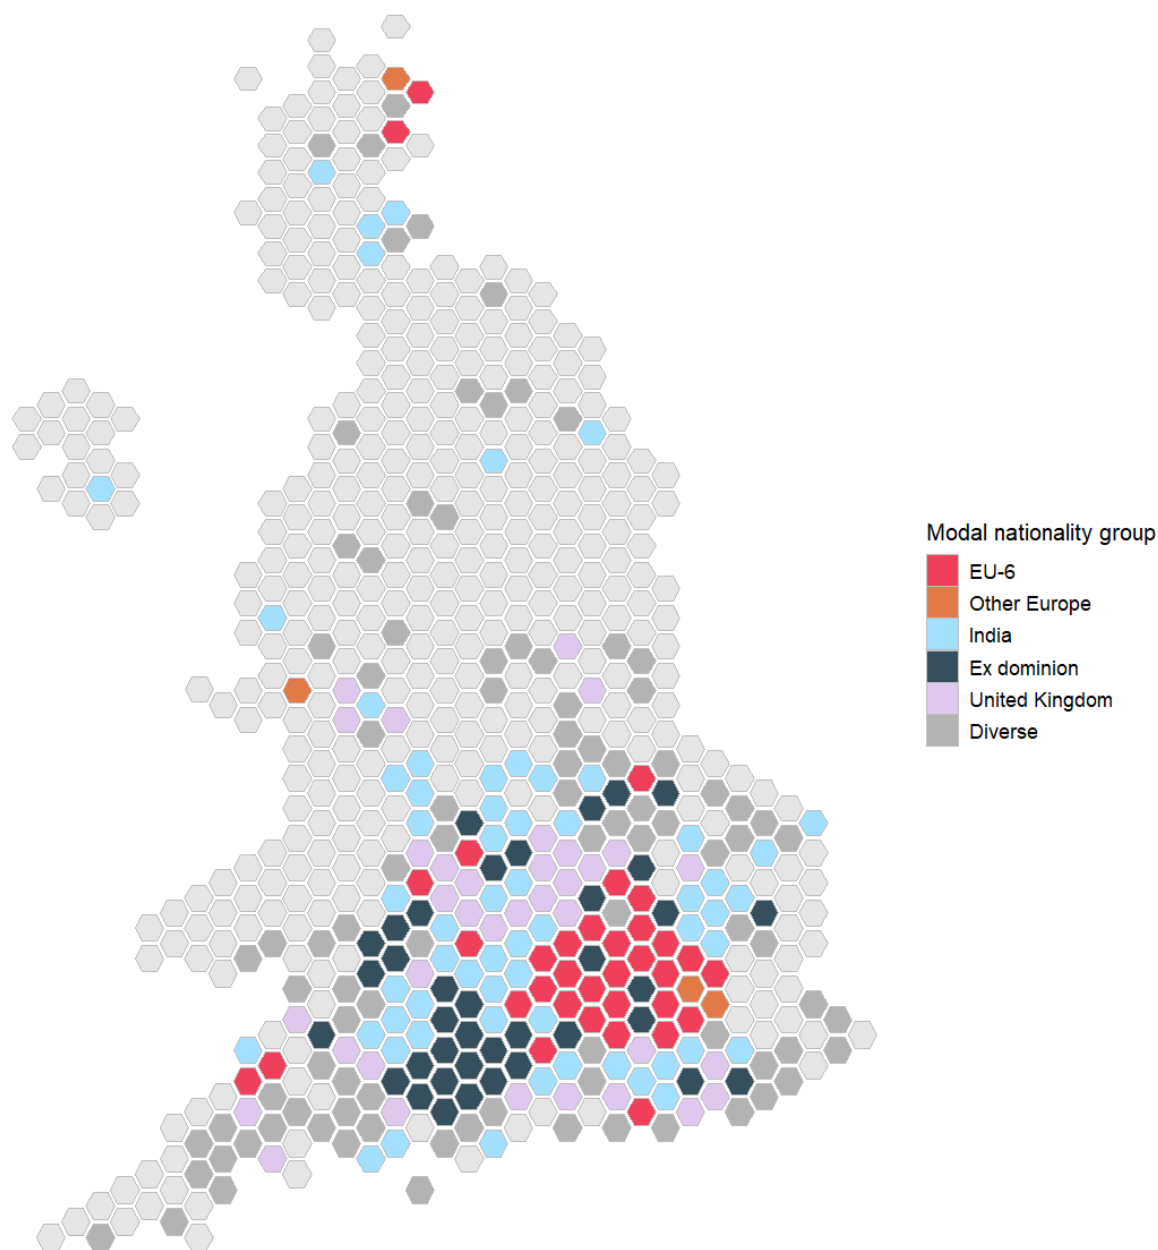 Modal nationality group
EU-6
Other Europe
India
Ex dominion
United Kingdom
Diverse